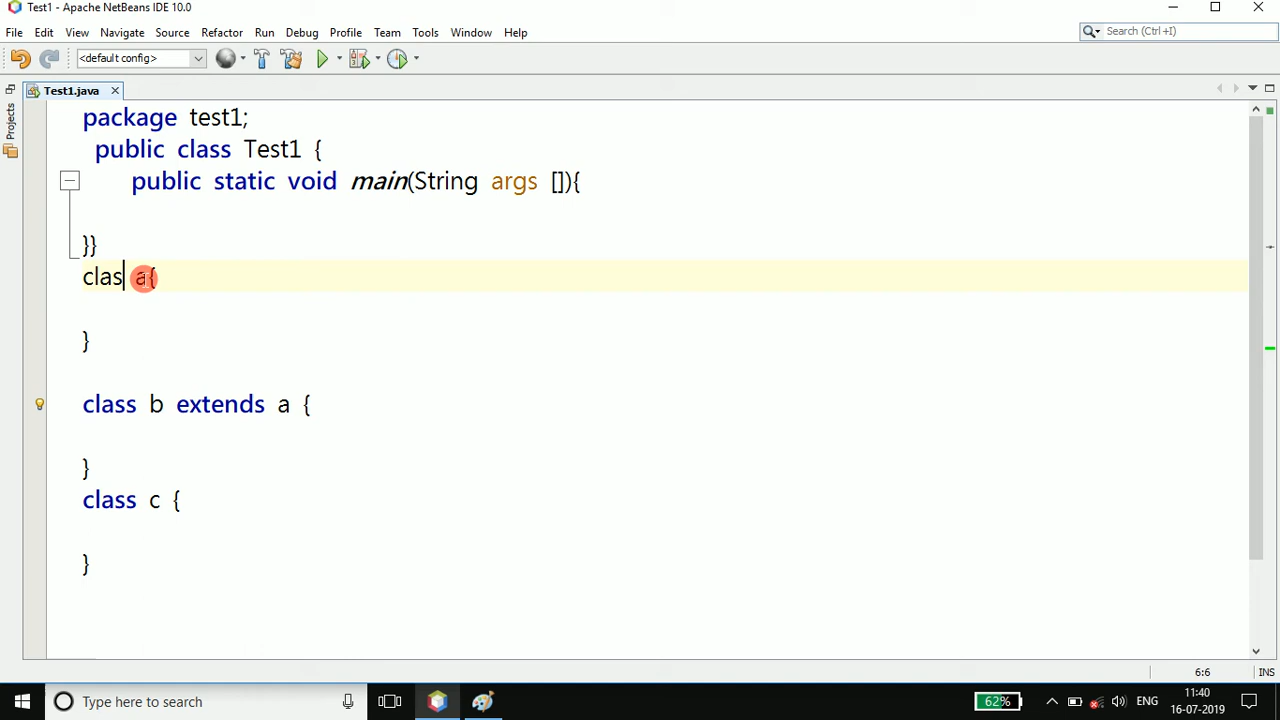 Test1 - Apache NetBeans IDE 10.0
File Edit View Navigate Source Refactor Run Debug Profile Team Tools Window Help
Search (Ctrl+I)
<default config>
Test1.java
Projects
package test1;
public class Test1 {
public static void main(String args []){
}}
clas a{
}
class b extends a {
}
class c {
}
6:6 INS
Type here to search
62%
ENG
11:40
16-07-2019